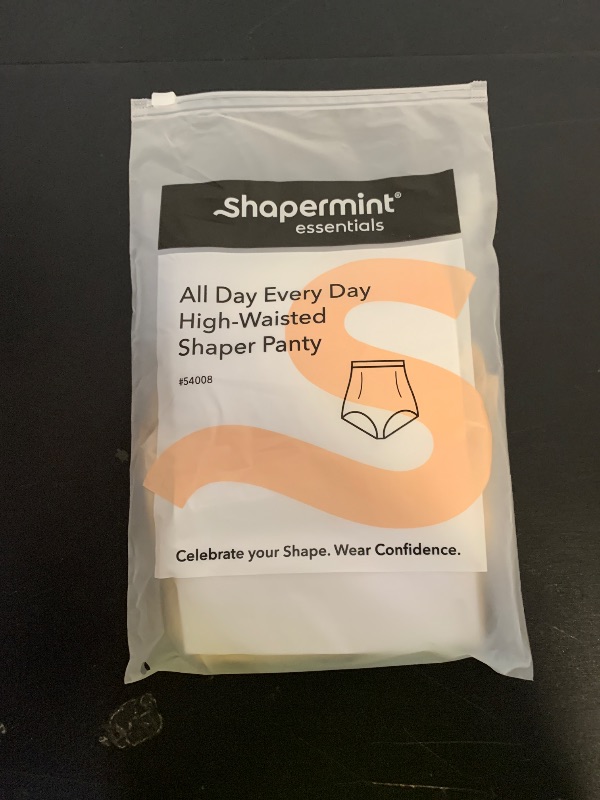 Shapermint®
essentials
All Day Every Day
High-Waisted
Shaper Panty
#54008
Celebrate your Shape. Wear Confidence.